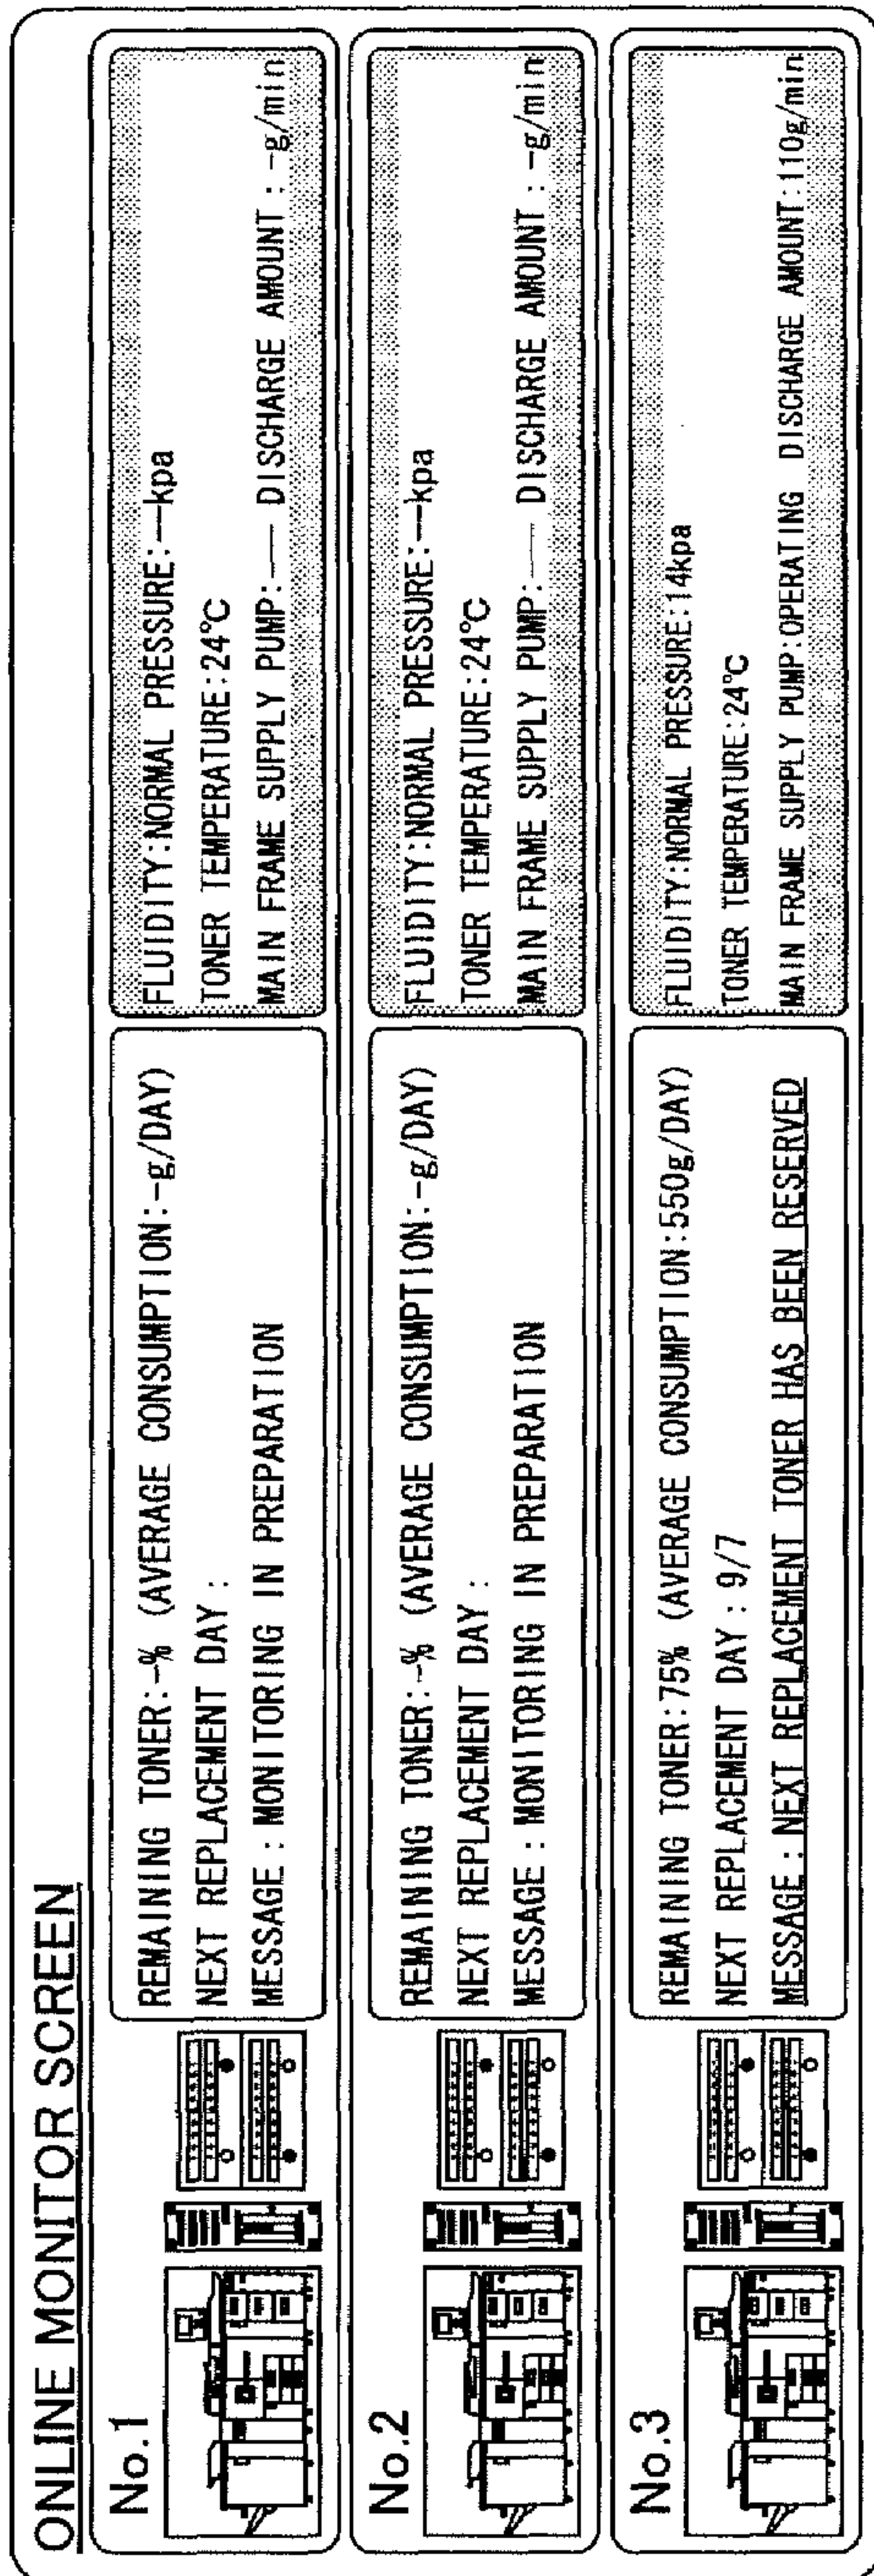 ONLINE MONITOR SCREEN
No.1
REMAINING TONER:-% (AVERAGE CONSUMPTION:-g/DAY)
NEXT REPLACEMENT DAY:
MESSAGE : MONITORING IN PREPARATION
FLUIDITY:NORMAL PRESSURE:—kpa
TONER TEMPERATURE:24℃
MAIN FRAME SUPPLY PUMP:— DISCHARGE AMOUNT : -g/min
No.2
REMAINING TONER:-% (AVERAGE CONSUMPTION:-g/DAY)
NEXT REPLACEMENT DAY:
MESSAGE : MONITORING IN PREPARATION
FLUIDITY:NORMAL PRESSURE:—kpa
TONER TEMPERATURE:24℃
MAIN FRAME SUPPLY PUMP:— DISCHARGE AMOUNT : -g/min
No.3
REMAINING TONER:75% (AVERAGE CONSUMPTION:550g/DAY)
NEXT REPLACEMENT DAY : 9/7
MESSAGE : NEXT REPLACEMENT TONER HAS BEEN RESERVED
FLUIDITY:NORMAL PRESSURE:14kpa
TONER TEMPERATURE:24℃
MAIN FRAME SUPPLY PUMP:OPERATING DISCHARGE AMOUNT:110g/min